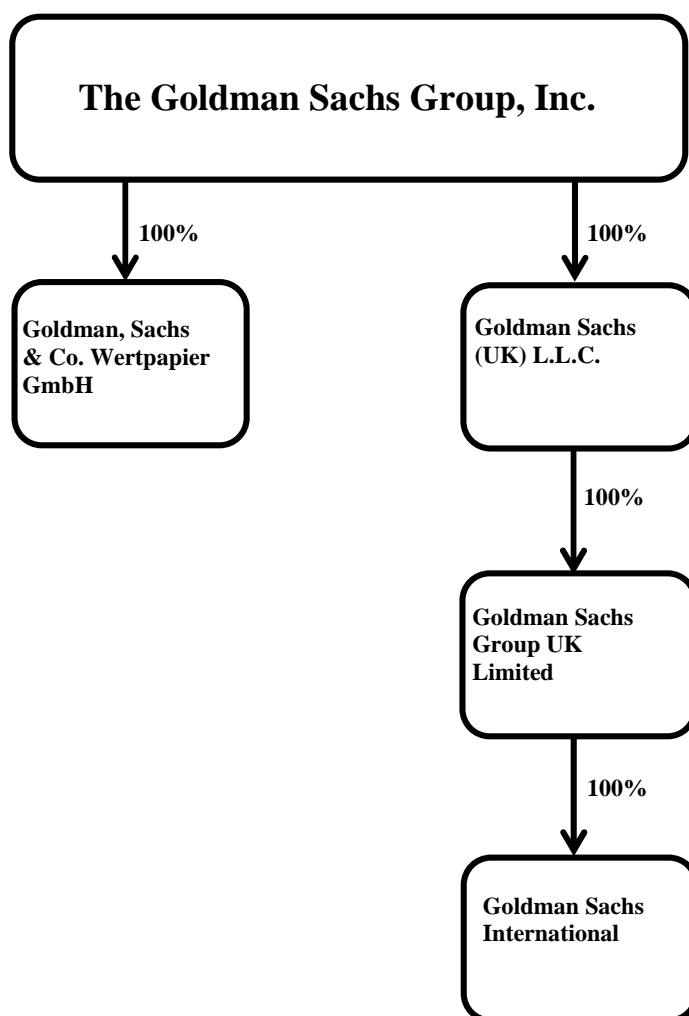 The Goldman Sachs Group, Inc.
100%
100%
Goldman, Sachs
& Co. Wertpapier
GmbH
Goldman Sachs
(UK) L.L.C.
100%
Goldman Sachs
Group UK
Limited
100%
Goldman Sachs
International